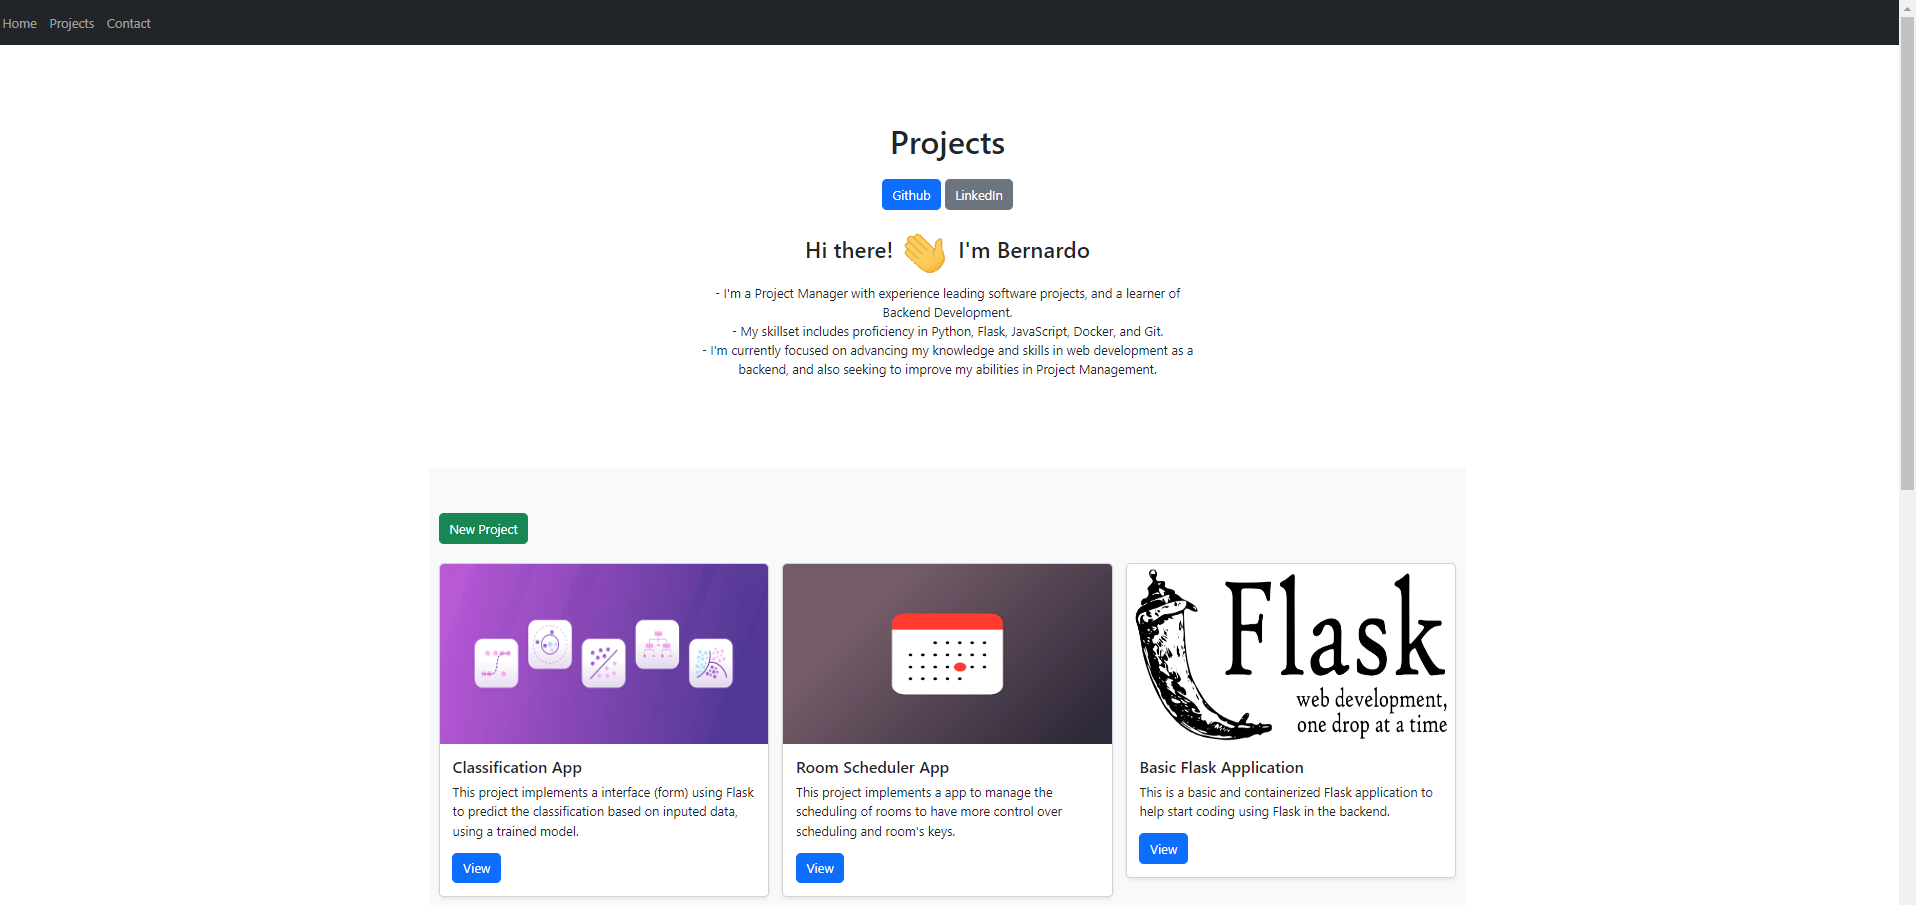 Home Projects Contact
Projects
Github LinkedIn
Hi there! 👋 I'm Bernardo
- I'm a Project Manager with experience leading software projects, and a learner of
Backend Development.
- My skillset includes proficiency in Python, Flask, JavaScript, Docker, and Git.
- I'm currently focused on advancing my knowledge and skills in web development as a
backend, and also seeking to improve my abilities in Project Management.
New Project
Flask
web development,
one drop at a time
Classification App
This project implements a interface (form) using Flask
to predict the classification based on inputed data,
using a trained model.
View
Room Scheduler App
This project implements a app to manage the
scheduling of rooms to have more control over
scheduling and room's keys.
View
Basic Flask Application
This is a basic and containerized Flask application to
help start coding using Flask in the backend.
View